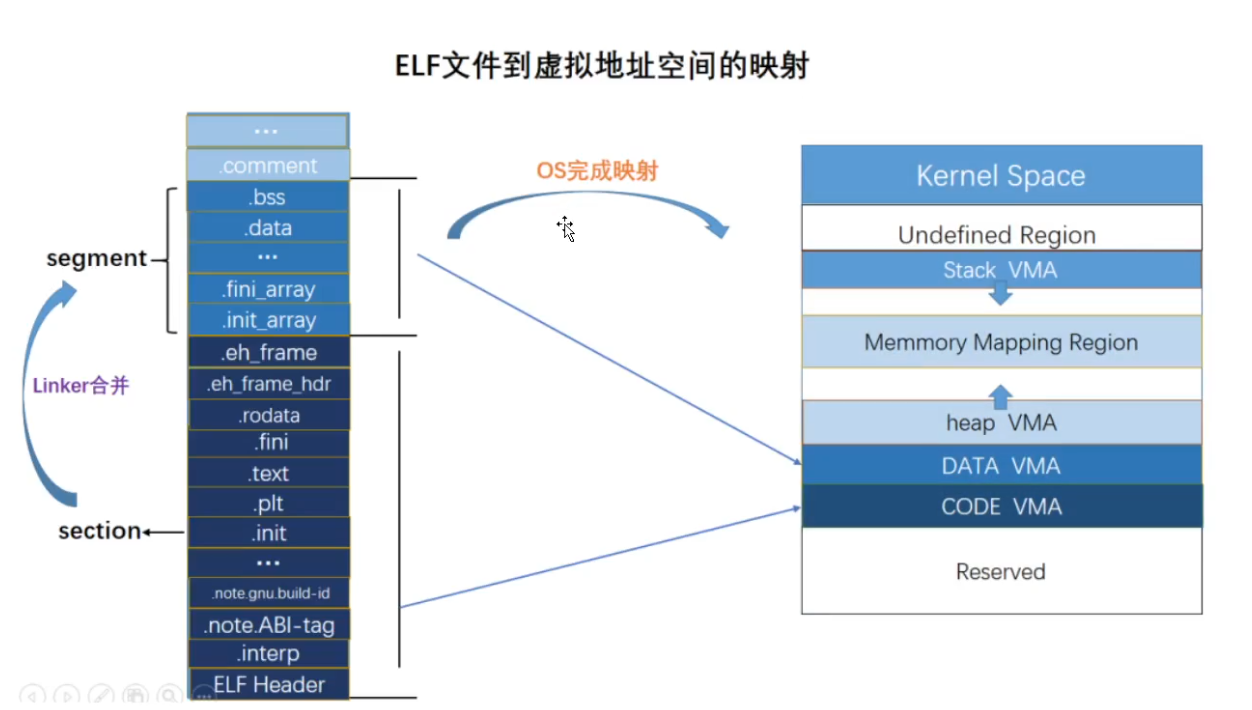 ELF文件到虚拟地址空间的映射
...
.comment
.bss
.data
...
.fini_array
.init_array
.eh_frame
.eh_frame_hdr
.rodata
.fini
.text
.plt
.init
...
.note.gnu.build-id
.note.ABI-tag
.interp
ELF Header
segment
Linker合并
section
OS完成映射
Kernel Space
Undefined Region
Stack VMA
Memmory Mapping Region
heap VMA
DATA VMA
CODE VMA
Reserved